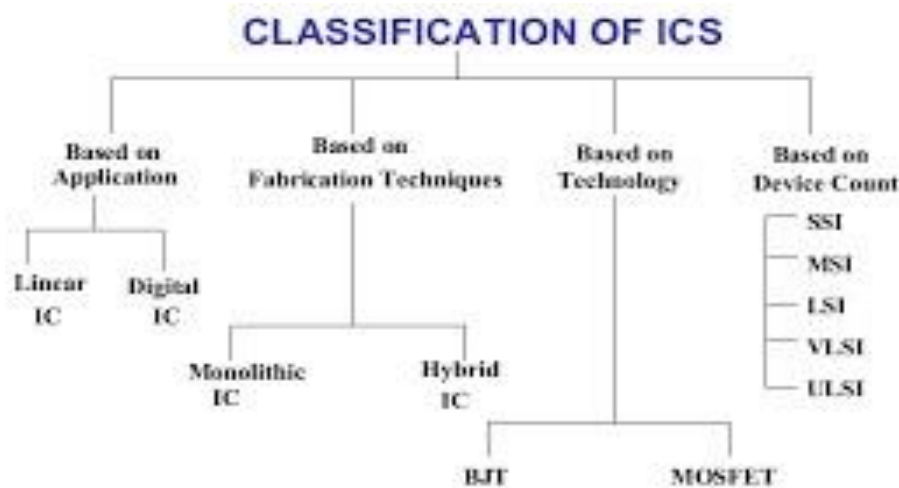 CLASSIFICATION OF ICS
Based on
Application
Based on
Fabrication Techniques
Based on
Technology
Based on
Device Count
Linear
IC
Digital
IC
Monolithic
IC
Hybrid
IC
BJT
MOSFET
SSI
MSI
LSI
VLSI
ULSI